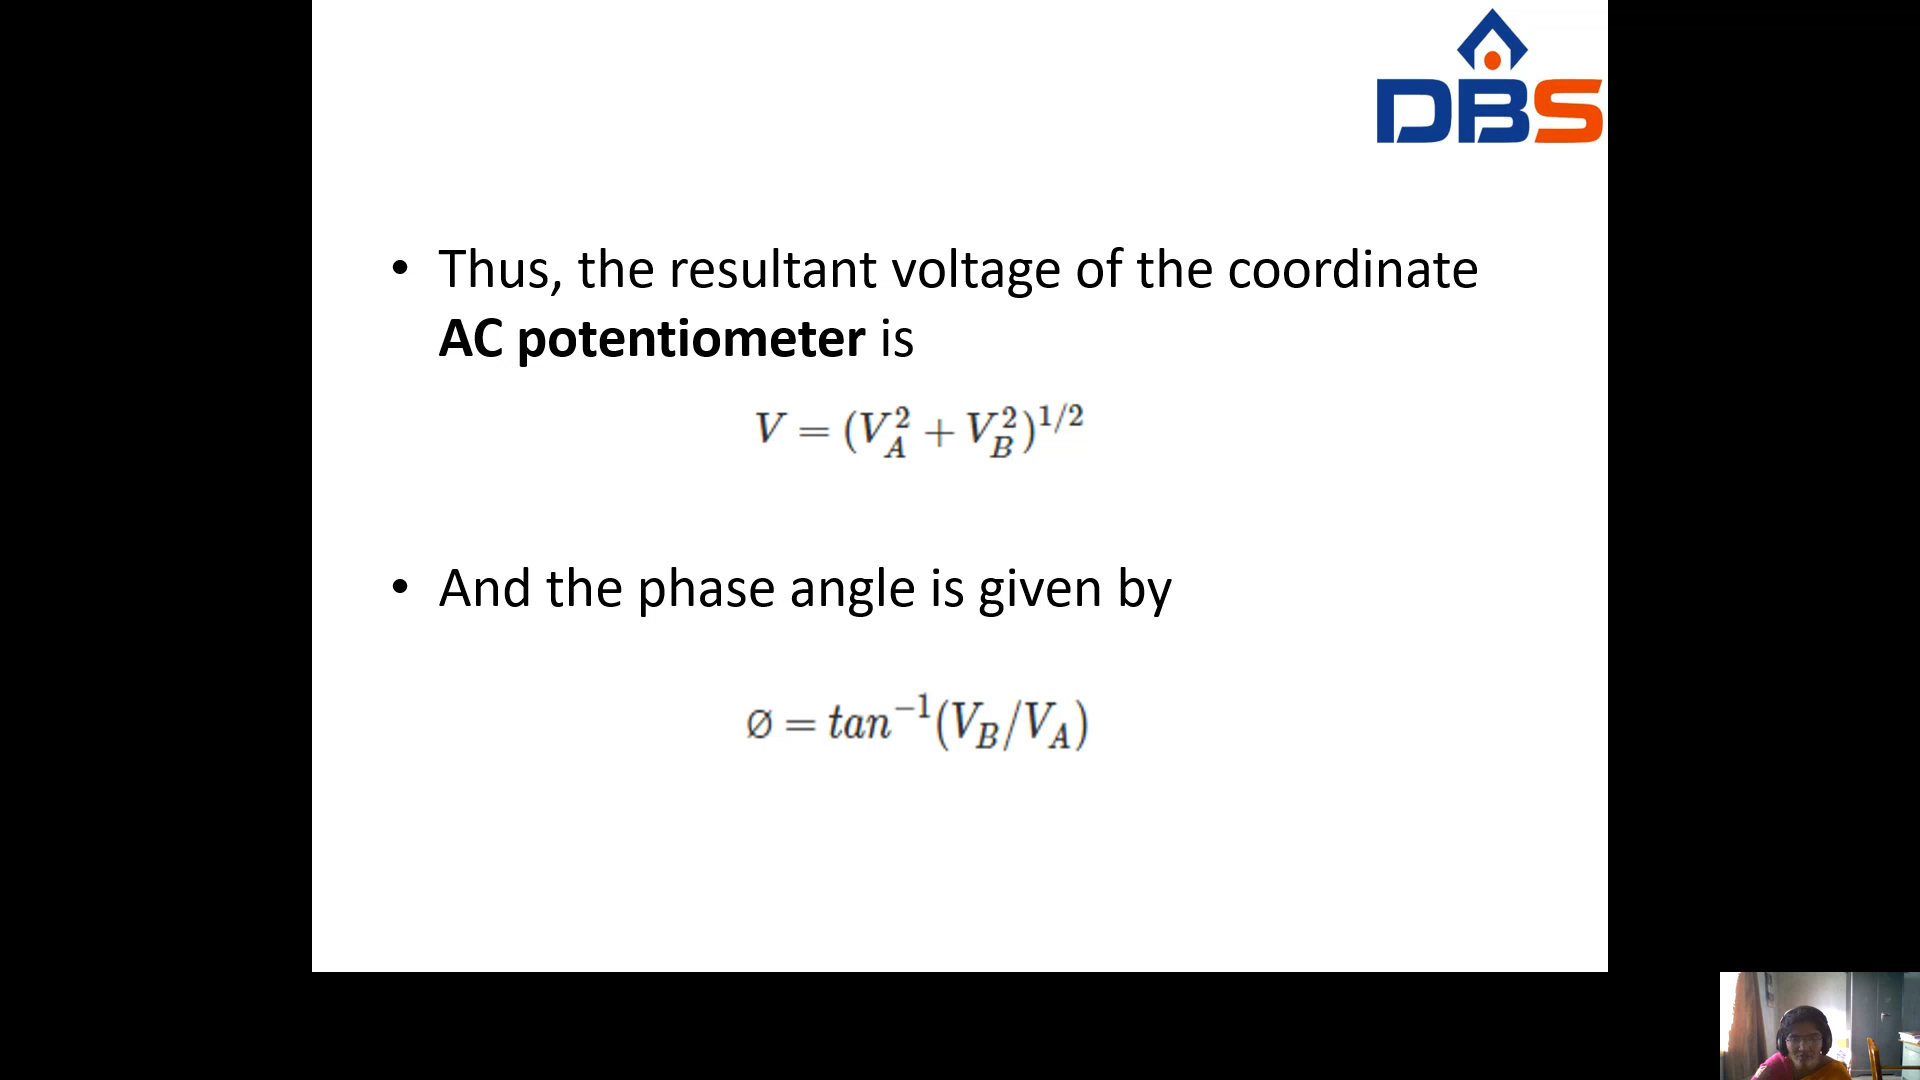 DBS
• Thus, the resultant voltage of the coordinate
AC potentiometer is
V = (V_A^2 + V_B^2)^{1/2}
• And the phase angle is given by
∅ = tan^{-1}(V_B/V_A)